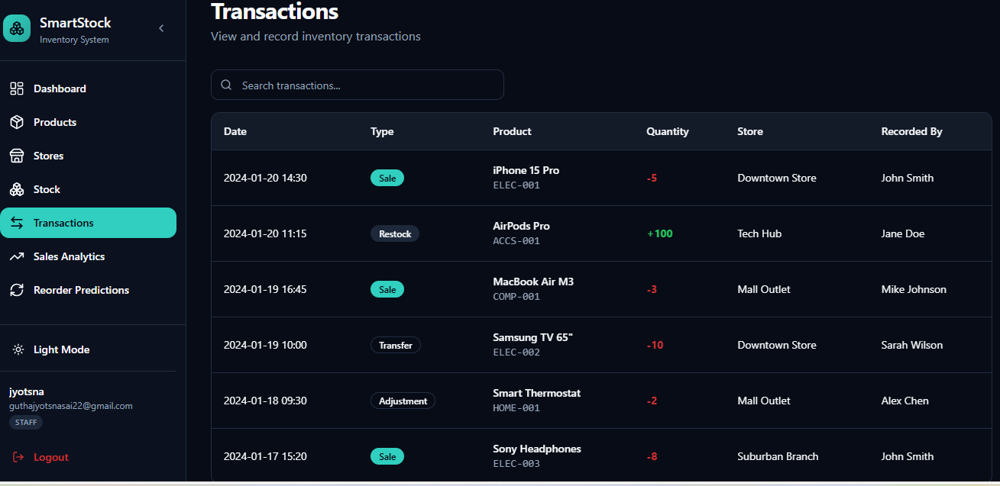 SmartStock
Inventory System
Dashboard
Products
Stores
Stock
Transactions
Sales Analytics
Reorder Predictions
Light Mode
jyotsna
guthajyotsnasai22@gmail.com
STAFF
Logout
Transactions
View and record inventory transactions
Search transactions...
Date Type Product Quantity Store Recorded By
2024-01-20 14:30 Sale iPhone 15 Pro -5 Downtown Store John Smith
ELEC-001
2024-01-20 11:15 Restock AirPods Pro +100 Tech Hub Jane Doe
ACCS-001
2024-01-19 16:45 Sale MacBook Air M3 -3 Mall Outlet Mike Johnson
COMP-001
2024-01-19 10:00 Transfer Samsung TV 65" -10 Downtown Store Sarah Wilson
ELEC-002
2024-01-18 09:30 Adjustment Smart Thermostat -2 Mall Outlet Alex Chen
HOME-001
2024-01-17 15:20 Sale Sony Headphones -8 Suburban Branch John Smith
ELEC-003